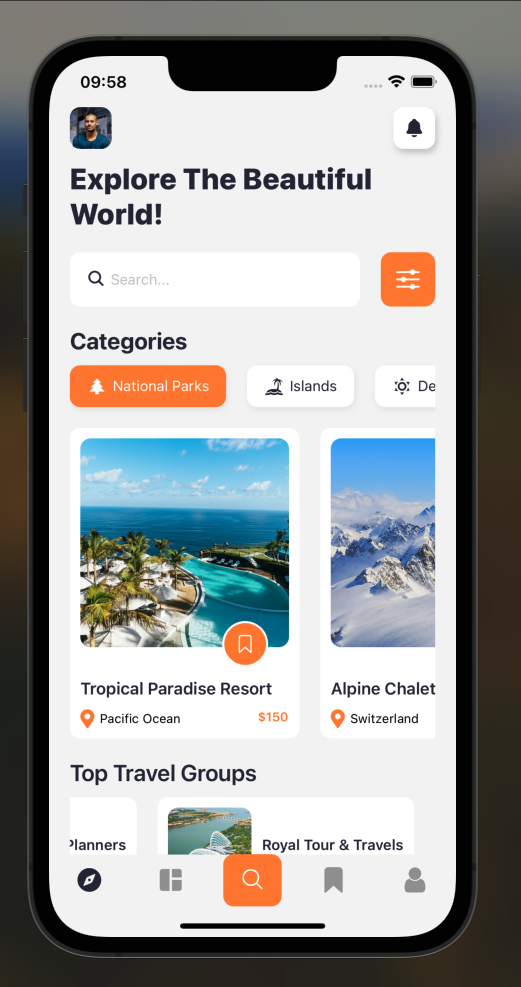 09:58
Explore The Beautiful
World!
Search...
Categories
National Parks
Islands
De
Tropical Paradise Resort
Pacific Ocean
$150
Alpine Chalet
Switzerland
Top Travel Groups
Planners
Royal Tour & Travels